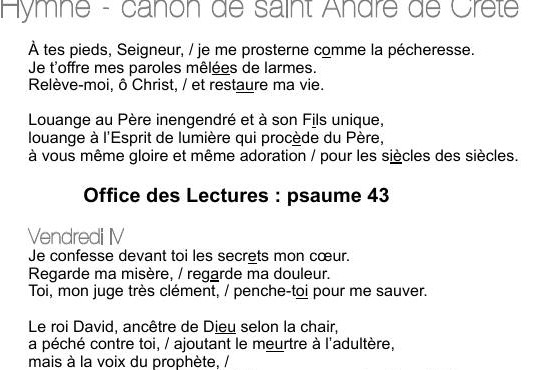 Hymne - canon de saint André de Crète
À tes pieds, Seigneur, / je me prosterne comme la pécheresse.
Je t’offre mes paroles mêlées de larmes.
Relève-moi, ô Christ, / et restaure ma vie.
Louange au Père inengendré et à son Fils unique,
louange à l’Esprit de lumière qui procède du Père,
à vous même gloire et même adoration / pour les siècles des siècles.
Office des Lectures : psaume 43
Vendredi IV
Je confesse devant toi les secrets mon cœur.
Regarde ma misère, / regarde ma douleur.
Toi, mon juge très clément, / penche-toi pour me sauver.
Le roi David, ancêtre de Dieu selon la chair,
a péché contre toi, / ajoutant le meurtre à l’adultère,
mais à la voix du prophète, /